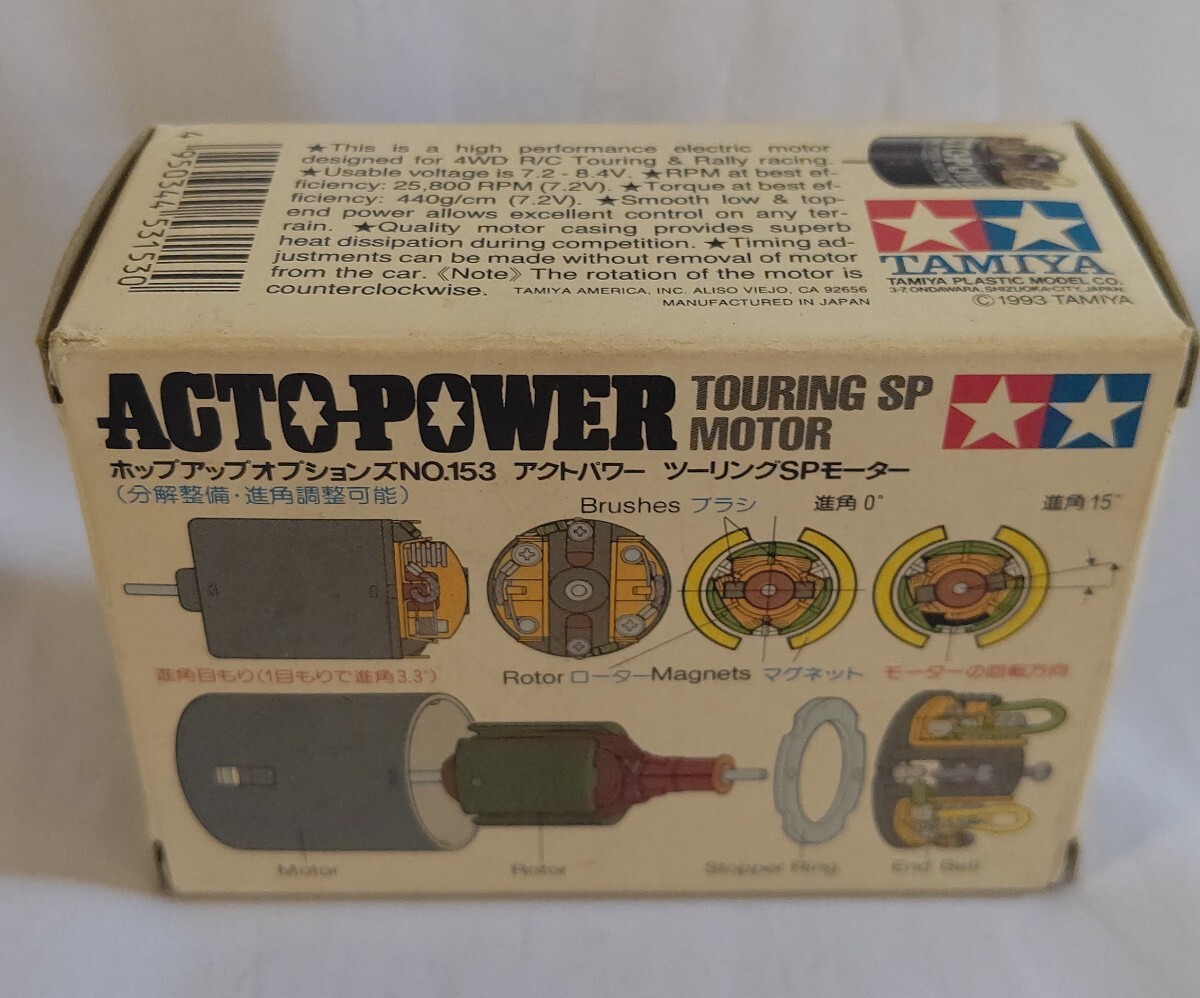 4 950344 531530
★This is a high performance electric motor
designed for 4WD R/C Touring & Rally racing.
★Usable voltage is 7.2 - 8.4V. ★RPM at best ef-
ficiency: 25,800 RPM (7.2V). ★Torque at best ef-
ficiency: 440g/cm (7.2V). ★Smooth low & top-
end power allows excellent control on any ter-
rain. ★Quality motor casing provides superb
heat dissipation during competition. ★Timing ad-
justments can be made without removal of motor
from the car. 《Note》 The rotation of the motor is
counterclockwise. TAMIYA AMERICA, INC. ALISO VIEJO, CA 92656
MANUFACTURED IN JAPAN
TAMIYA
TAMIYA PLASTIC MODEL CO.
3-7, ONDAWARA, SHIZUOKA-CITY, JAPAN.
©1993 TAMIYA
ACTO-POWER TOURING SP
MOTOR
ホップアップオプションズNO.153 アクトパワー ツーリングSPモーター
(分解整備・進角調整可能)
Brushes ブラシ 進角 0° 進角 15°
進角目もり(1目もりで進角3.3°) Rotor ローター Magnets マグネット モーターの回転方向
Motor Rotor Stopper Ring End Bell